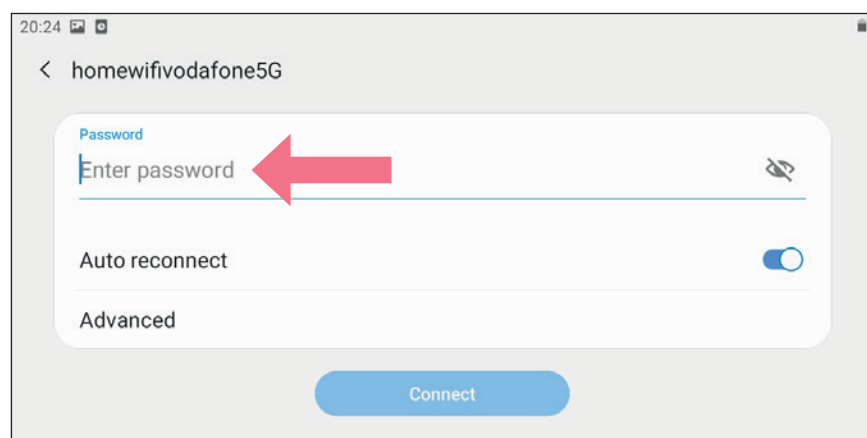 20:24
homewifivodafone5G
Password
Enter password
Auto reconnect
Advanced
Connect